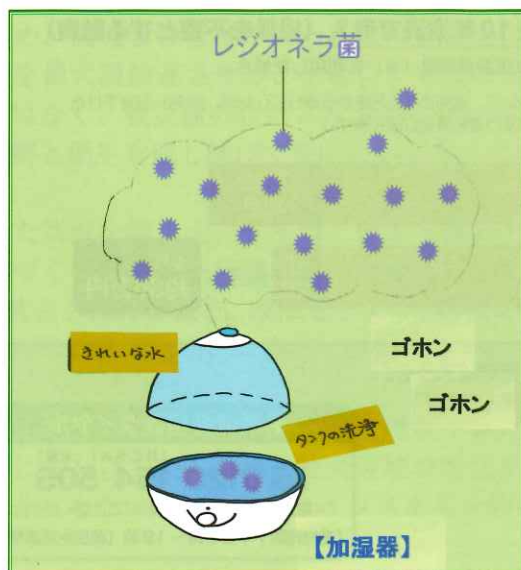 レジオネラ菌
きれいな水
ゴホン
ゴホン
タンクの洗浄
【加湿器】